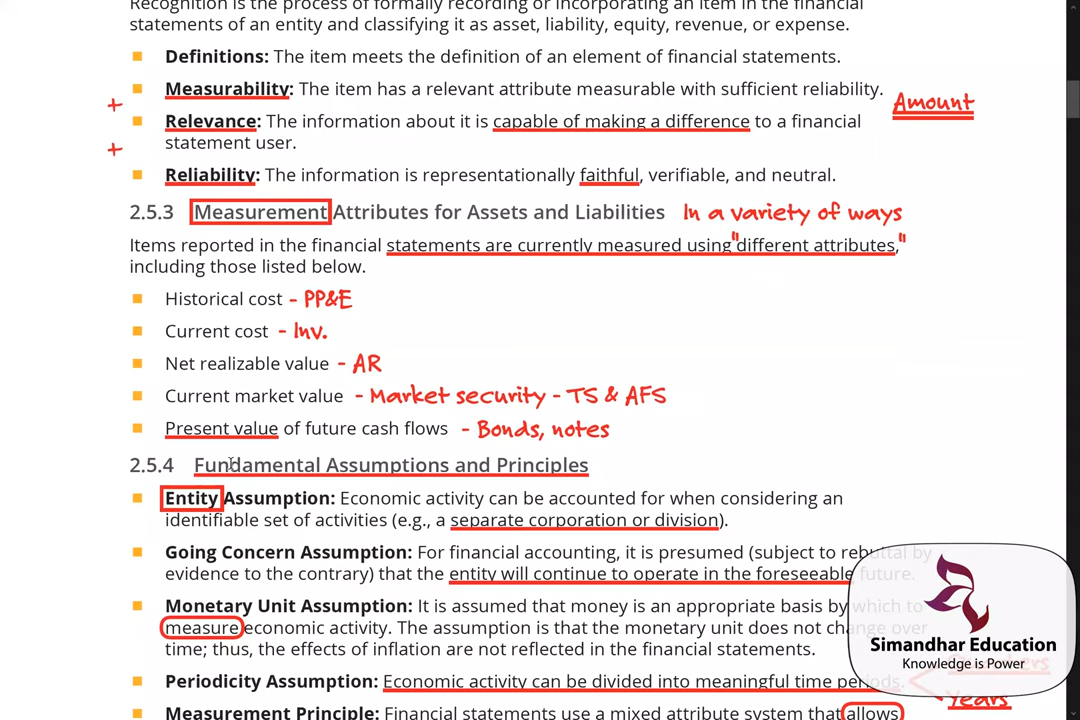 Recognition is the process of formally recording or incorporating an item in the financial
statements of an entity and classifying it as asset, liability, equity, revenue, or expense.
Definitions: The item meets the definition of an element of financial statements.
Measurability: The item has a relevant attribute measurable with sufficient reliability.
Amount
+
Relevance: The information about it is capable of making a difference to a financial
statement user.
+
Reliability: The information is representationally faithful, verifiable, and neutral.
2.5.3 Measurement Attributes for Assets and Liabilities In a variety of ways
Items reported in the financial statements are currently measured using "different attributes,"
including those listed below.
Historical cost - PP&E
Current cost - Inv.
Net realizable value - AR
Current market value - Market security - TS & AFS
Present value of future cash flows - Bonds, notes
2.5.4 Fundamental Assumptions and Principles
Entity Assumption: Economic activity can be accounted for when considering an
identifiable set of activities (e.g., a separate corporation or division).
Going Concern Assumption: For financial accounting, it is presumed (subject to rebuttal by
evidence to the contrary) that the entity will continue to operate in the foreseeable future.
Monetary Unit Assumption: It is assumed that money is an appropriate basis by which to
measure economic activity. The assumption is that the monetary unit does not change over
time; thus, the effects of inflation are not reflected in the financial statements.
Simandhar Education
Knowledge is Power
Periodicity Assumption: Economic activity can be divided into meaningful time periods.
Years
Measurement Principle: Financial statements use a mixed attribute system that allows